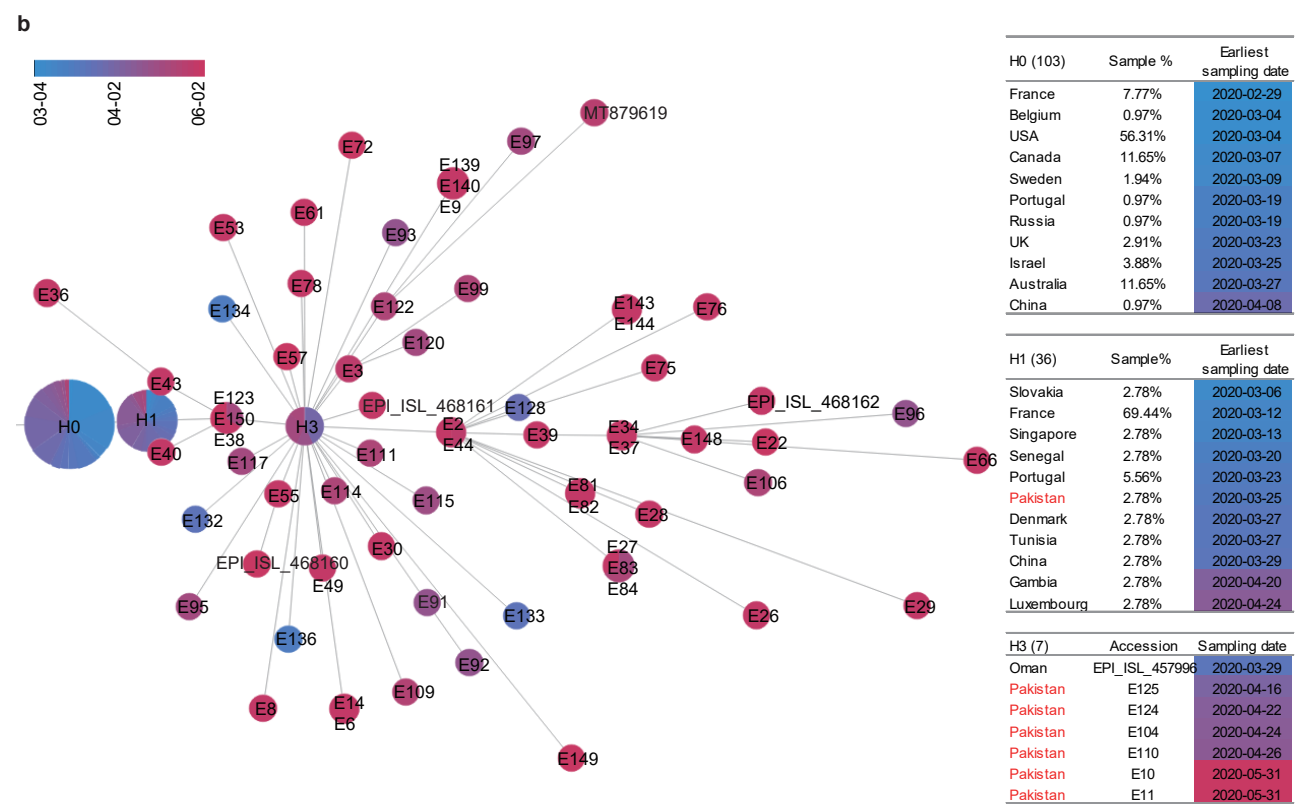 b
03-04
04-02
06-02
MT879619
E72
E97
E139
E140
E9
E61
E53
E93
E36
E78
E99
E134
E122
E143
E144
E76
E120
E57
E3
E75
E43
E123
EPI_ISL_468161
E128
EPI_ISL_468162
E96
H0
H1
E150
H3
E2
E39
E34
E38
E44
E37
E148
E22
E40
E117
E111
E66
E55
E114
E115
E81
E82
E106
E132
E28
E30
E27
EPI_ISL_468160
E83
E49
E84
E95
E91
E133
E26
E29
E136
E92
E109
E8
E14
E6
E149
H0 (103) Sample % Earliest
sampling date
France 7.77% 2020-02-29
Belgium 0.97% 2020-03-04
USA 56.31% 2020-03-04
Canada 11.65% 2020-03-07
Sweden 1.94% 2020-03-09
Portugal 0.97% 2020-03-19
Russia 0.97% 2020-03-19
UK 2.91% 2020-03-23
Israel 3.88% 2020-03-25
Australia 11.65% 2020-03-27
China 0.97% 2020-04-08
H1 (36) Sample% Earliest
sampling date
Slovakia 2.78% 2020-03-06
France 69.44% 2020-03-12
Singapore 2.78% 2020-03-13
Senegal 2.78% 2020-03-20
Portugal 5.56% 2020-03-23
Pakistan 2.78% 2020-03-25
Denmark 2.78% 2020-03-27
Tunisia 2.78% 2020-03-27
China 2.78% 2020-03-29
Gambia 2.78% 2020-04-20
Luxembourg 2.78% 2020-04-24
H3 (7) Accession Sampling date
Oman EPI_ISL_457996 2020-03-29
Pakistan E125 2020-04-16
Pakistan E124 2020-04-22
Pakistan E104 2020-04-24
Pakistan E110 2020-04-26
Pakistan E10 2020-05-31
Pakistan E11 2020-05-31